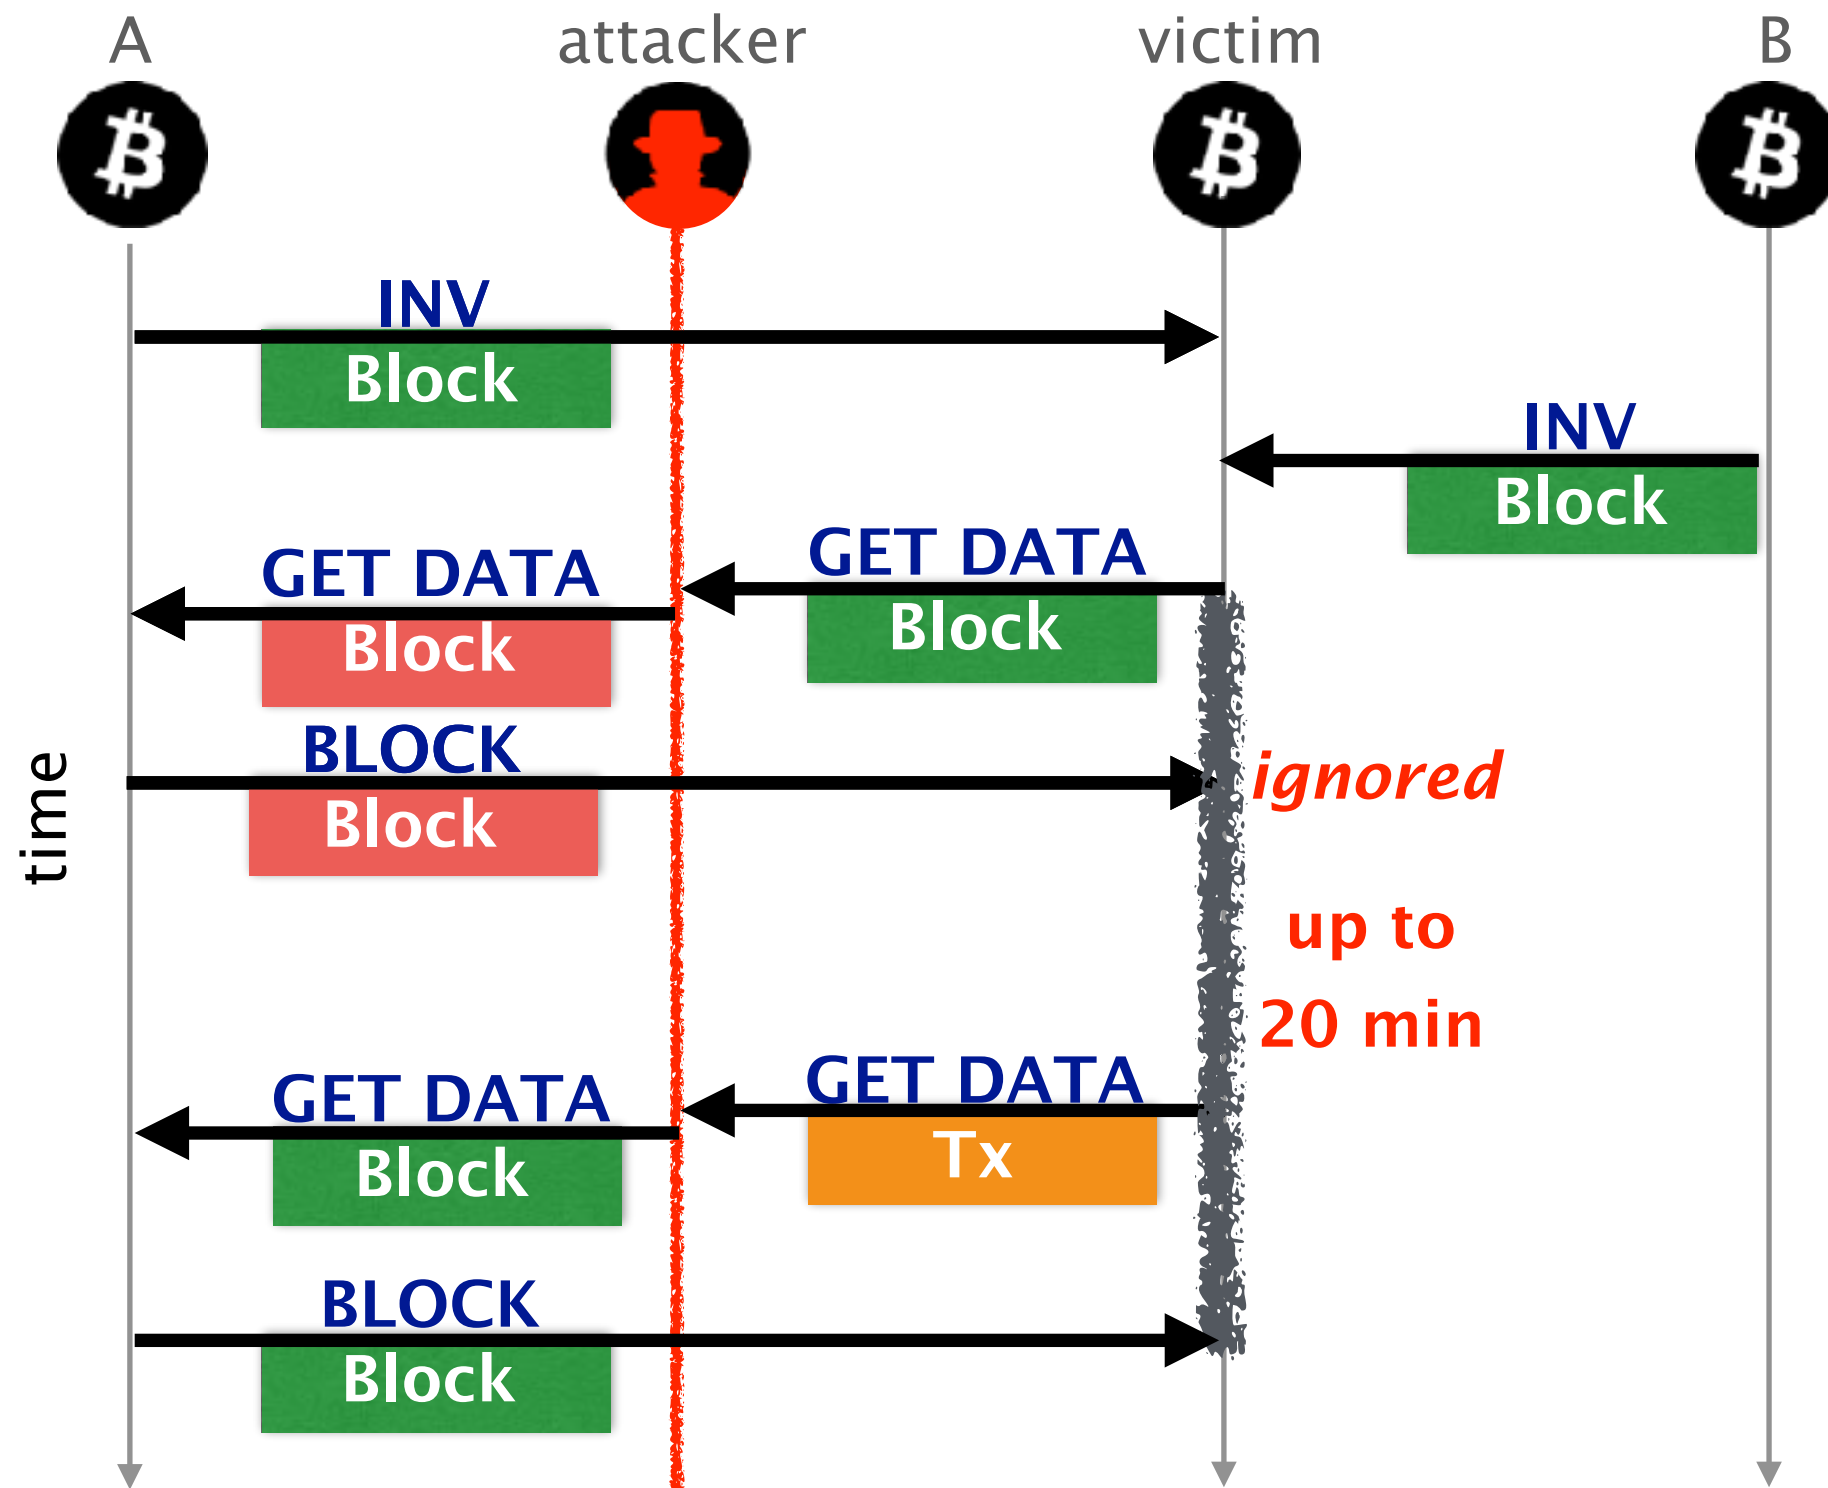 A attacker victim B
INV
Block
INV
Block
GET DATA
Block
GET DATA
Block
BLOCK
Block
ignored
time
up to
20 min
GET DATA
Tx
GET DATA
Block
BLOCK
Block